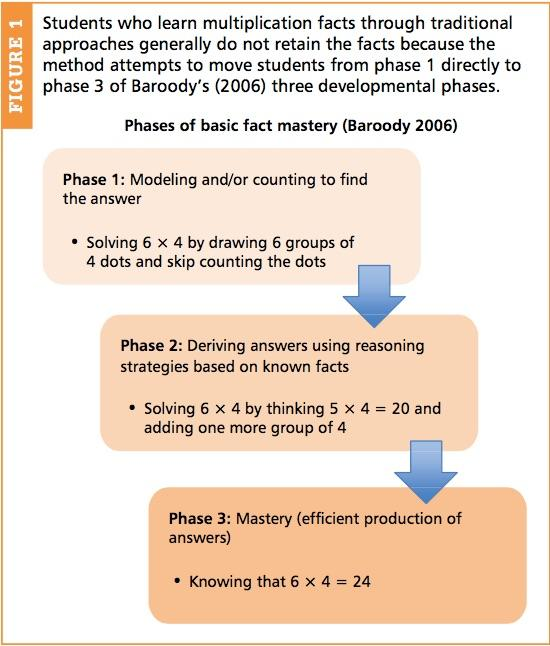 FIGURE 1
Students who learn multiplication facts through traditional
approaches generally do not retain the facts because the
method attempts to move students from phase 1 directly to
phase 3 of Baroody's (2006) three developmental phases.
Phases of basic fact mastery (Baroody 2006)
Phase 1: Modeling and/or counting to find
the answer
• Solving 6 × 4 by drawing 6 groups of
4 dots and skip counting the dots
Phase 2: Deriving answers using reasoning
strategies based on known facts
• Solving 6 × 4 by thinking 5 × 4 = 20 and
adding one more group of 4
Phase 3: Mastery (efficient production of
answers)
• Knowing that 6 × 4 = 24